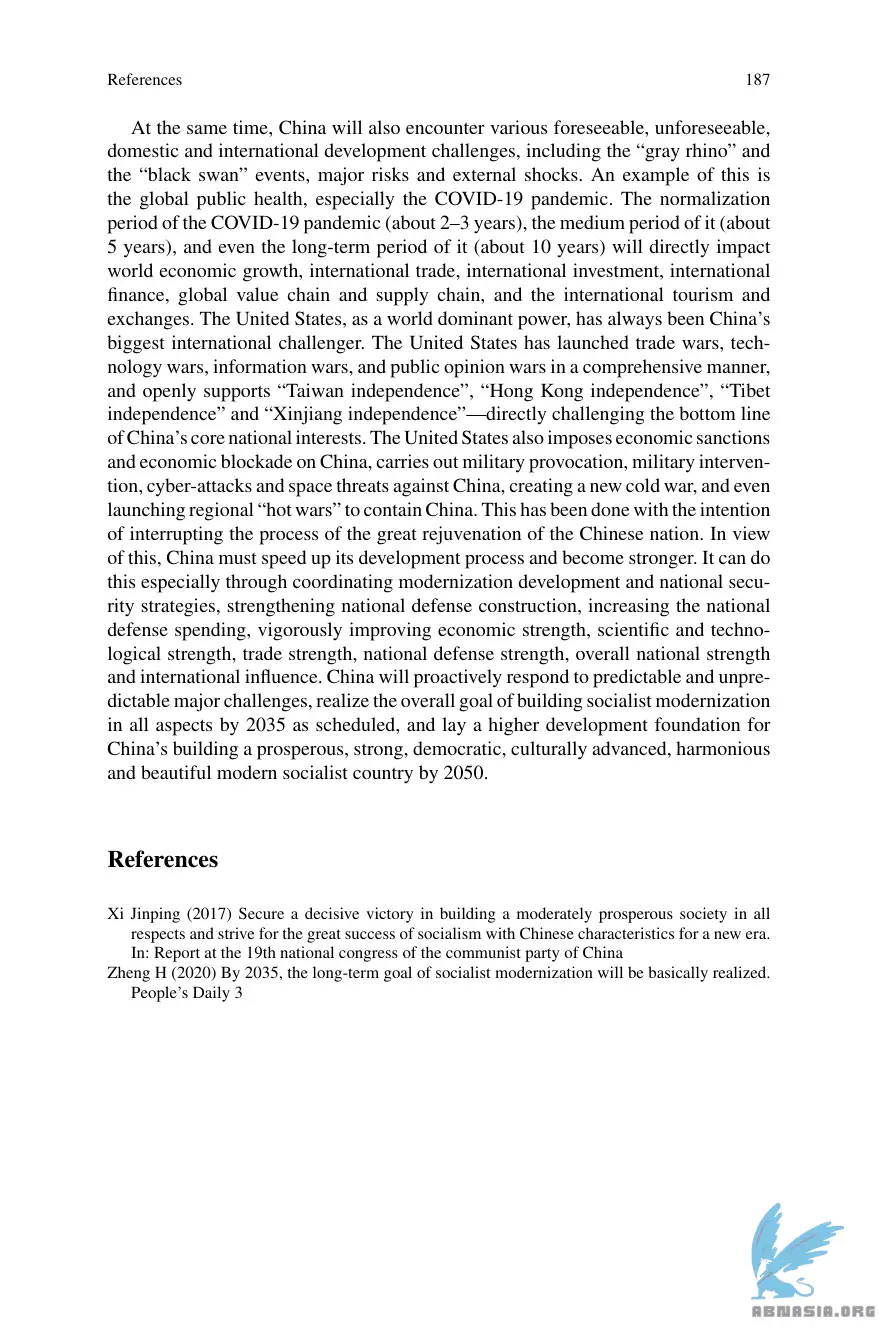 References 187
At the same time, China will also encounter various foreseeable, unforeseeable,
domestic and international development challenges, including the “gray rhino” and
the “black swan” events, major risks and external shocks. An example of this is
the global public health, especially the COVID-19 pandemic. The normalization
period of the COVID-19 pandemic (about 2–3 years), the medium period of it (about
5 years), and even the long-term period of it (about 10 years) will directly impact
world economic growth, international trade, international investment, international
finance, global value chain and supply chain, and the international tourism and
exchanges. The United States, as a world dominant power, has always been China’s
biggest international challenger. The United States has launched trade wars, tech-
nology wars, information wars, and public opinion wars in a comprehensive manner,
and openly supports “Taiwan independence”, “Hong Kong independence”, “Tibet
independence” and “Xinjiang independence”—directly challenging the bottom line
of China’s core national interests. The United States also imposes economic sanctions
and economic blockade on China, carries out military provocation, military interven-
tion, cyber-attacks and space threats against China, creating a new cold war, and even
launching regional “hot wars” to contain China. This has been done with the intention
of interrupting the process of the great rejuvenation of the Chinese nation. In view
of this, China must speed up its development process and become stronger. It can do
this especially through coordinating modernization development and national secu-
rity strategies, strengthening national defense construction, increasing the national
defense spending, vigorously improving economic strength, scientific and techno-
logical strength, trade strength, national defense strength, overall national strength
and international influence. China will proactively respond to predictable and unpre-
dictable major challenges, realize the overall goal of building socialist modernization
in all aspects by 2035 as scheduled, and lay a higher development foundation for
China’s building a prosperous, strong, democratic, culturally advanced, harmonious
and beautiful modern socialist country by 2050.
References
Xi Jinping (2017) Secure a decisive victory in building a moderately prosperous society in all
respects and strive for the great success of socialism with Chinese characteristics for a new era.
In: Report at the 19th national congress of the communist party of China
Zheng H (2020) By 2035, the long-term goal of socialist modernization will be basically realized.
People’s Daily 3
ABNASIA.ORG